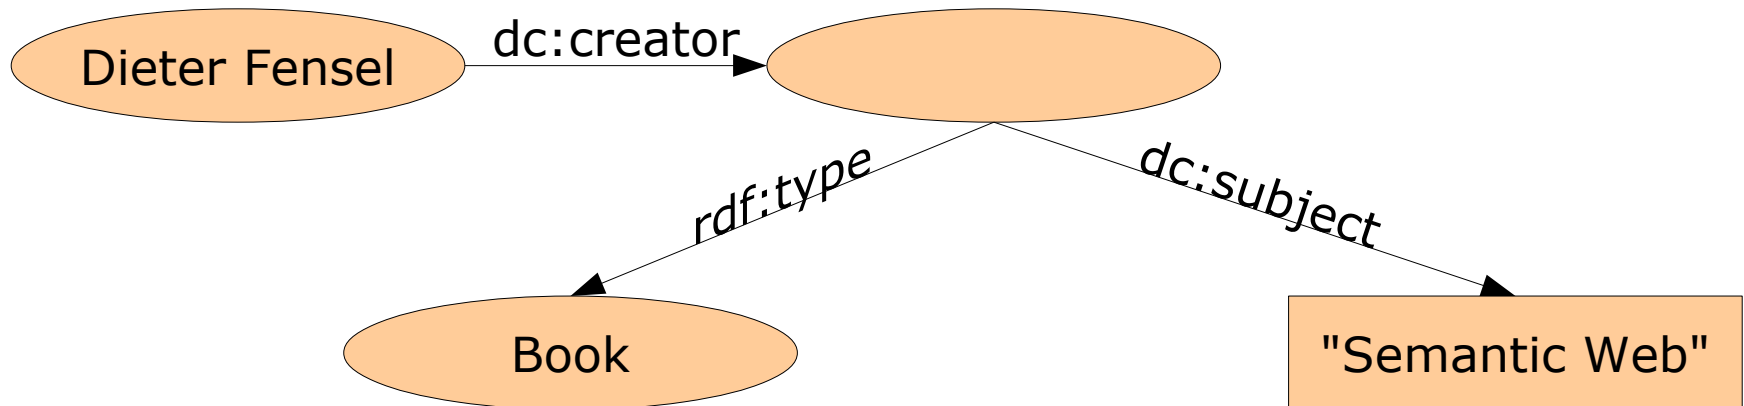 Dieter Fensel
dc:creator
rdf:type
dc:subject
Book
"Semantic Web"